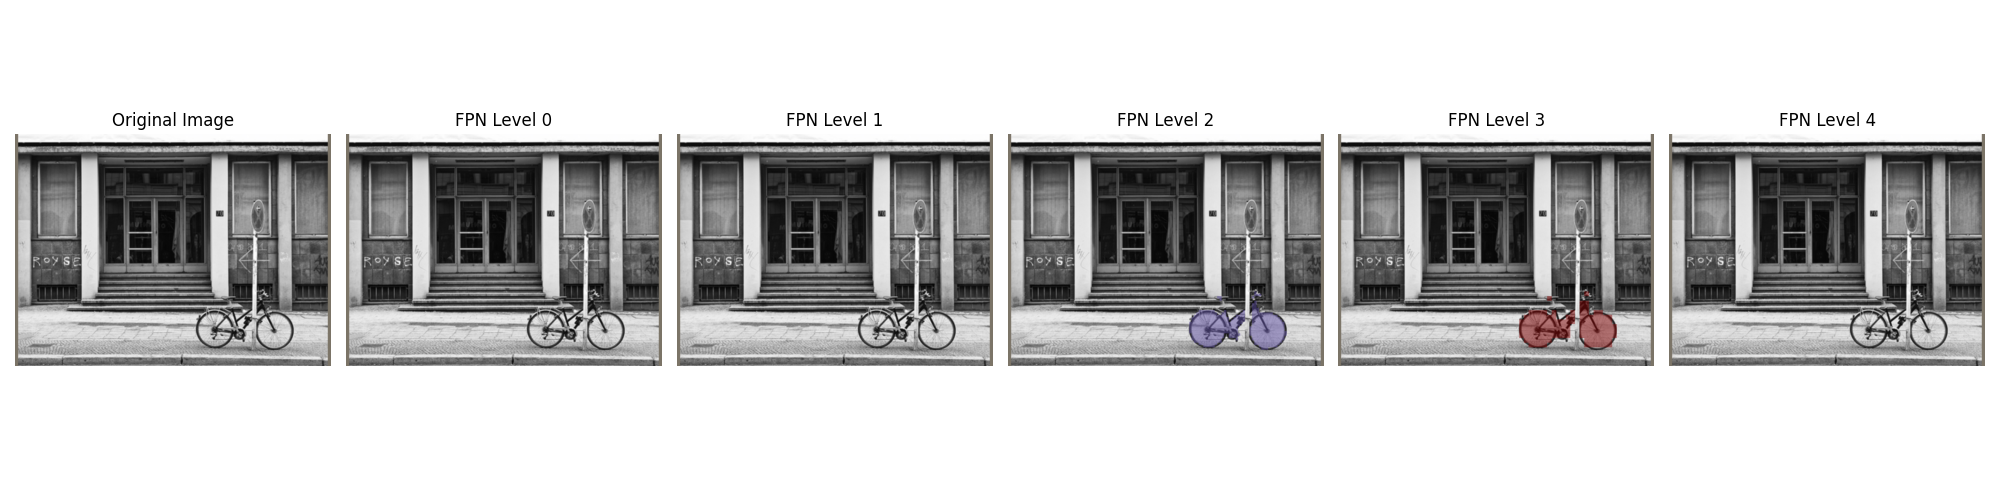 Original Image
FPN Level 0
FPN Level 1
FPN Level 2
FPN Level 3
FPN Level 4
ROYSE
ROYSE
ROYSE
ROYSE
ROYSE
ROYSE